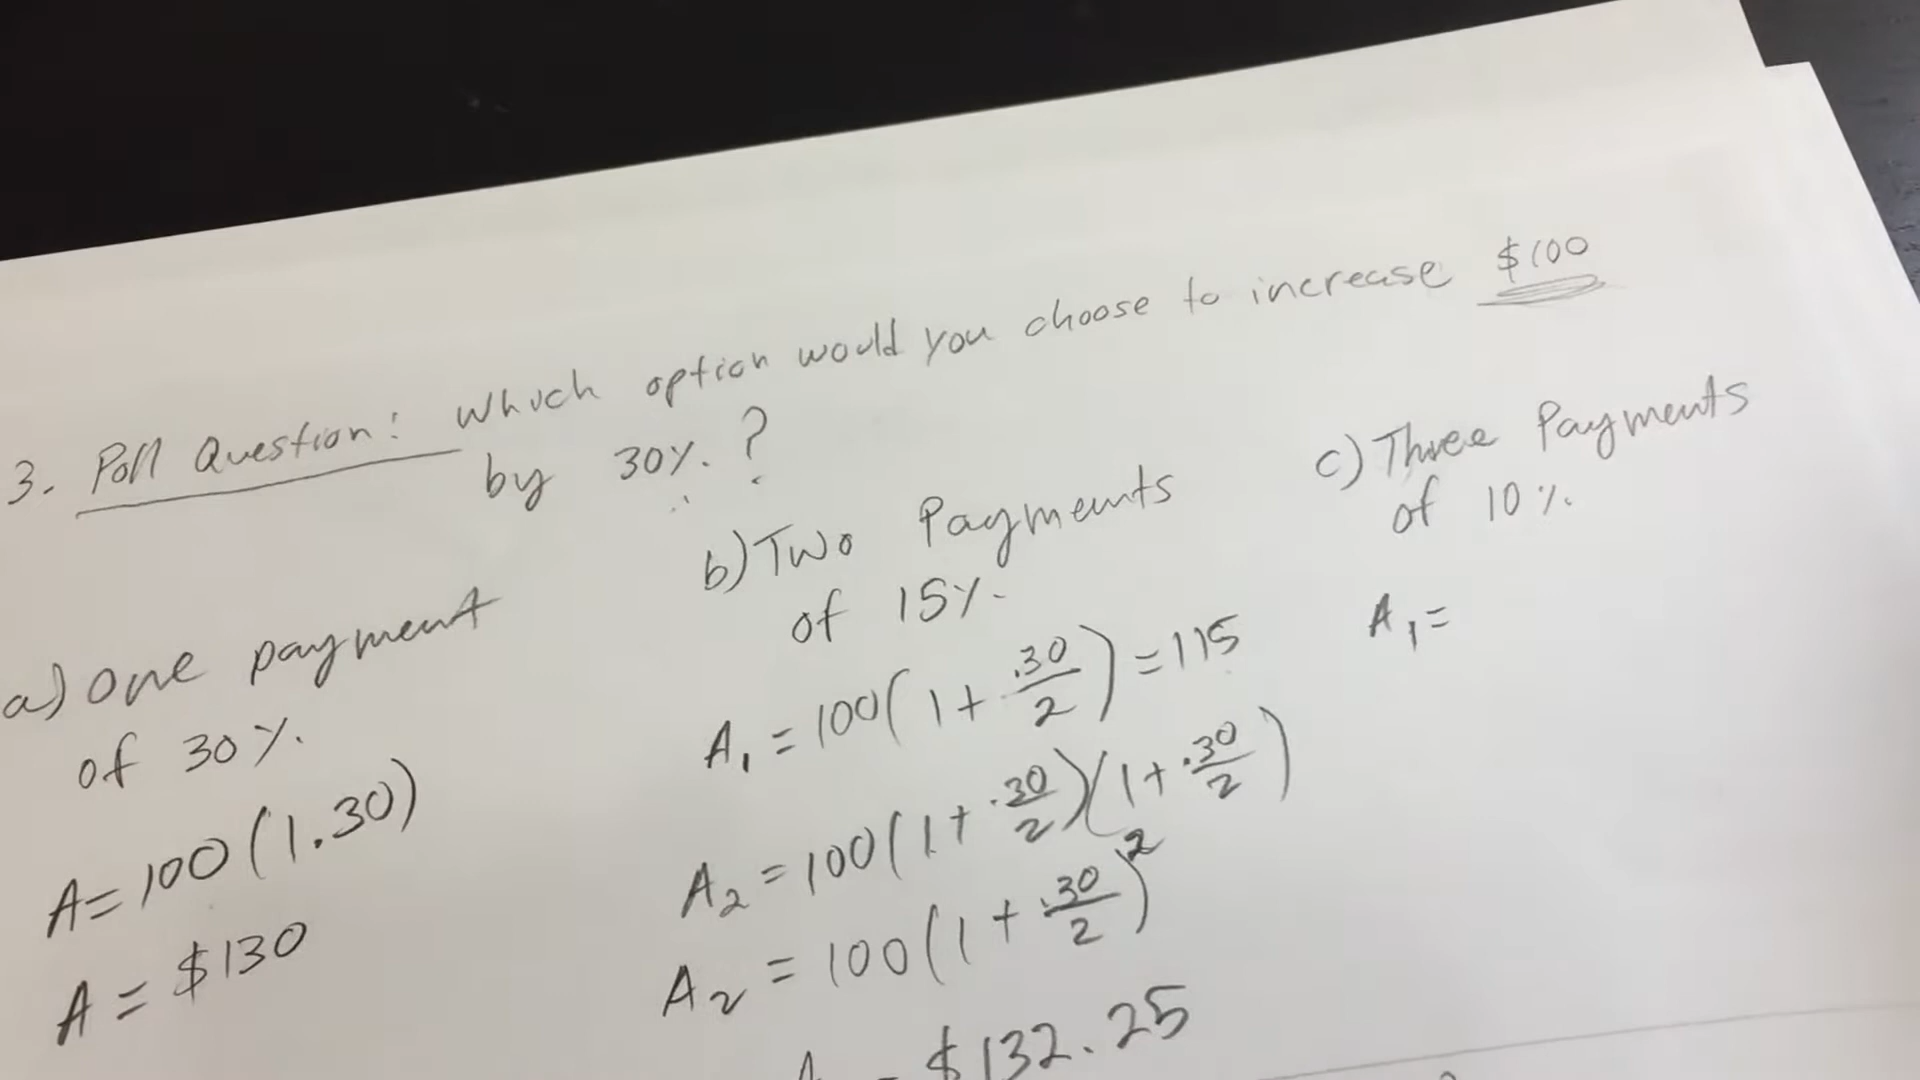 3. Poll Question: Which option would you choose to increase $100
by 30%. ?
a) One payment
of 30%.
A = 100 (1.30)
A = $130
b) Two Payments
of 15%.
A₁ = 100(1 + .30/2) = 115
A₂ = 100(1 + .30/2)(1 + .30/2)
A₂ = 100(1 + .30/2)²
= $132.25
c) Three Payments
of 10%.
A₁ =